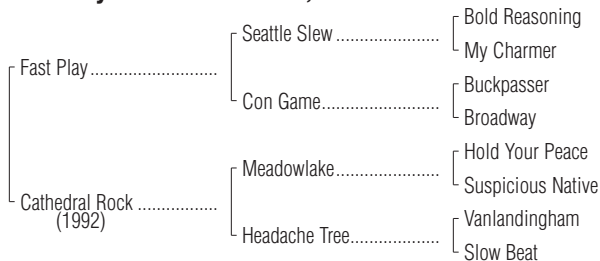 Bold Reasoning
Seattle Slew ......................
My Charmer
Fast Play ...........................
Buckpasser
Con Game..........................
Broadway
Hold Your Peace
Meadowlake......................
Suspicious Native
Cathedral Rock .................
(1992)
Vanlandingham
Headache Tree...................
Slow Beat